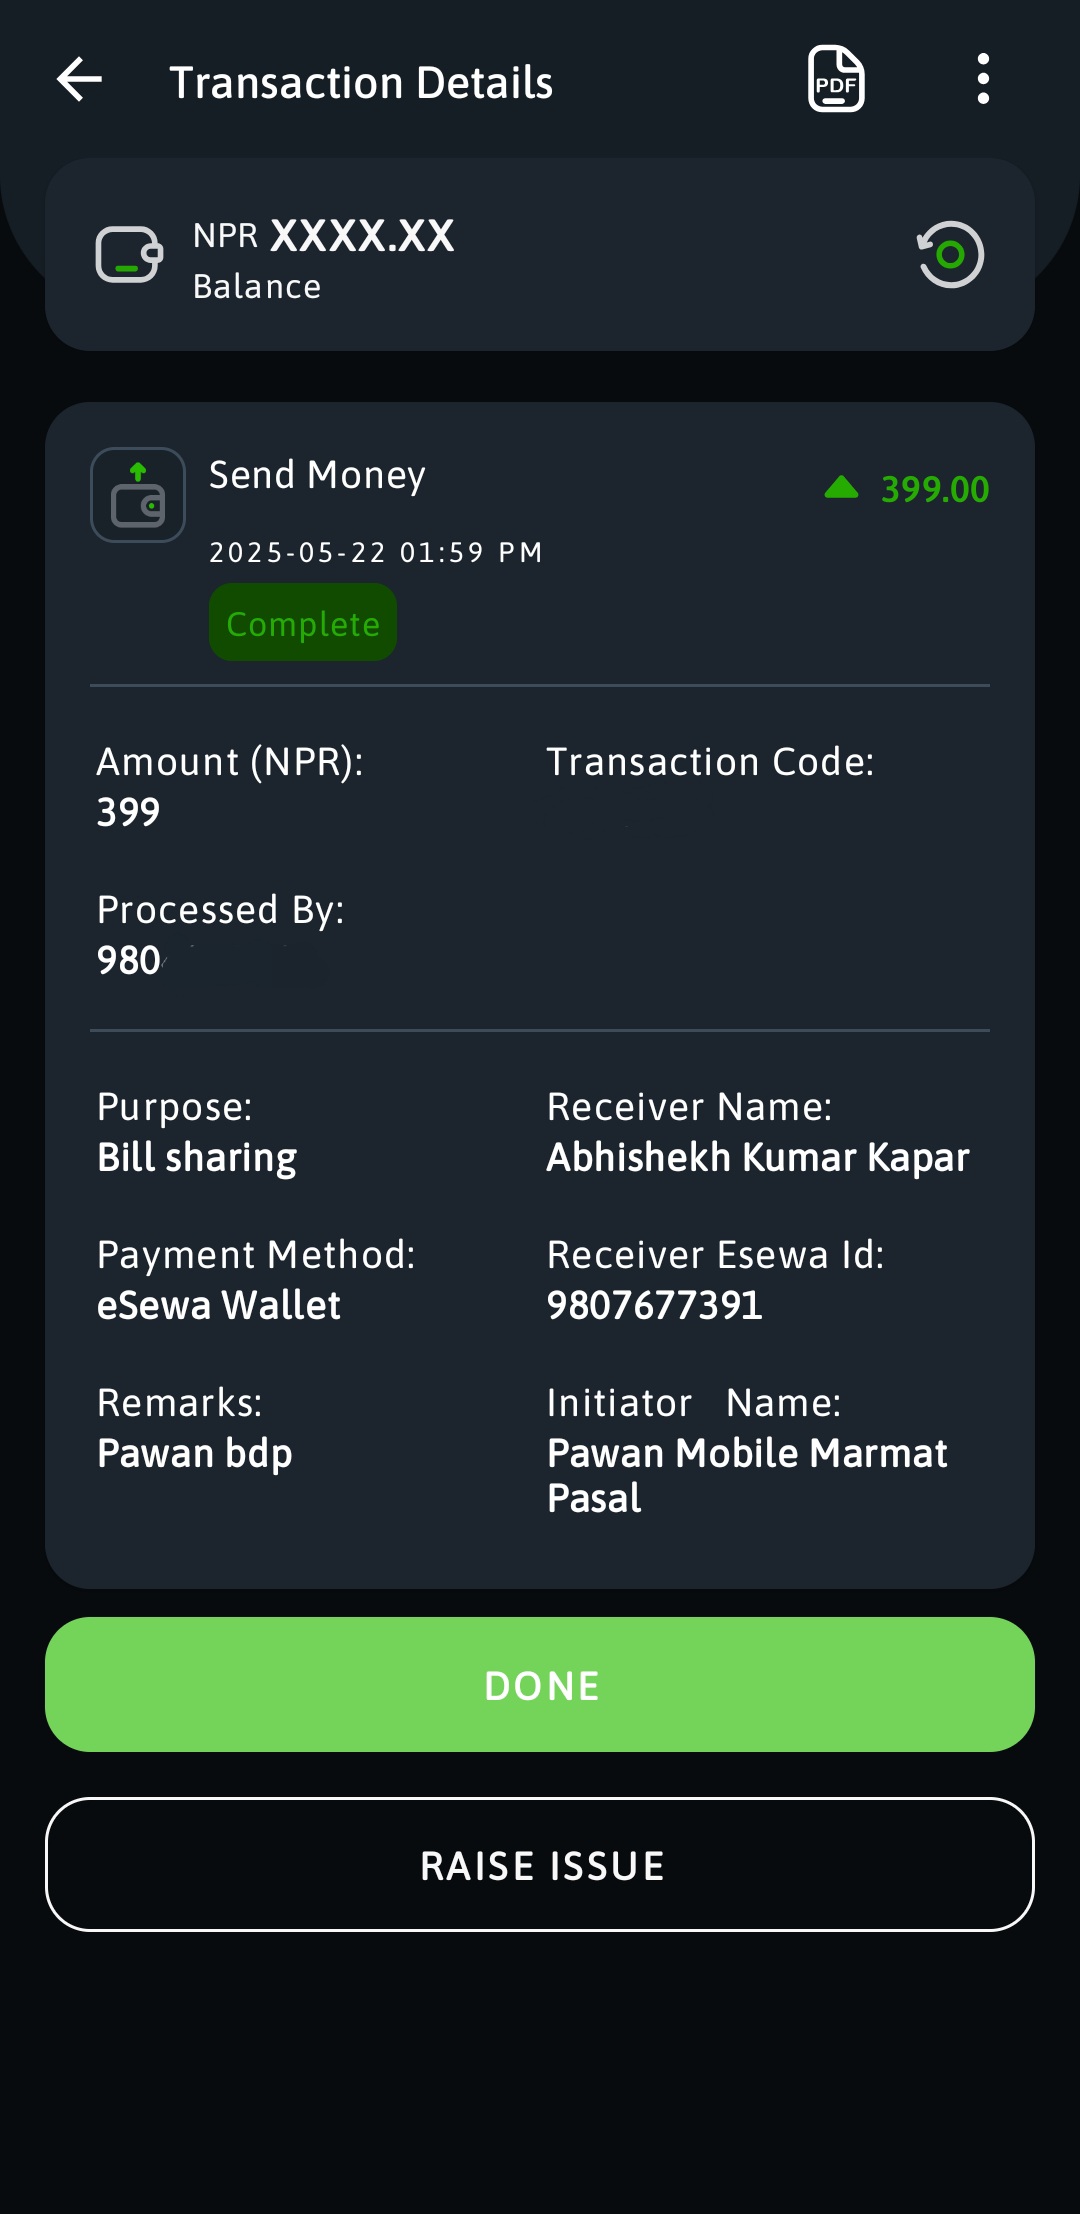 Transaction Details
PDF
NPR XXXX.XX
Balance
Send Money
399.00
2025-05-22 01:59 PM
Complete
Amount (NPR):
Transaction Code:
399
Processed By:
980
Purpose:
Receiver Name:
Bill sharing
Abhishekh Kumar Kapar
Payment Method:
Receiver Esewa Id:
eSewa Wallet
9807677391
Remarks:
Initiator Name:
Pawan bdp
Pawan Mobile Marmat
Pasal
DONE
RAISE ISSUE